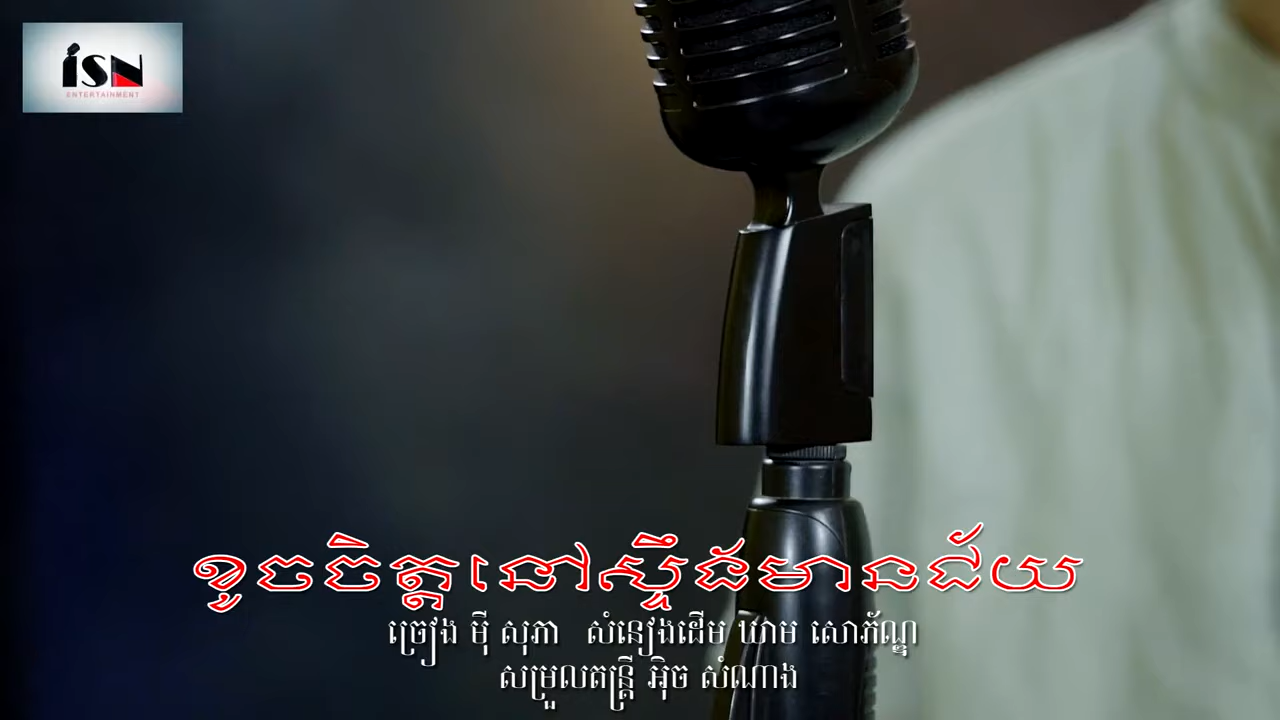 iSN
ENTERTAINMENT
ខូចចិត្តនៅស្ទឹងមានជ័យ
ច្រៀង ម៉ី សុភា សំនៀងដើម ឃាម សោភ័ណ្ឌ
សម្រួលតន្ត្រី អ៊ិច សំណាង